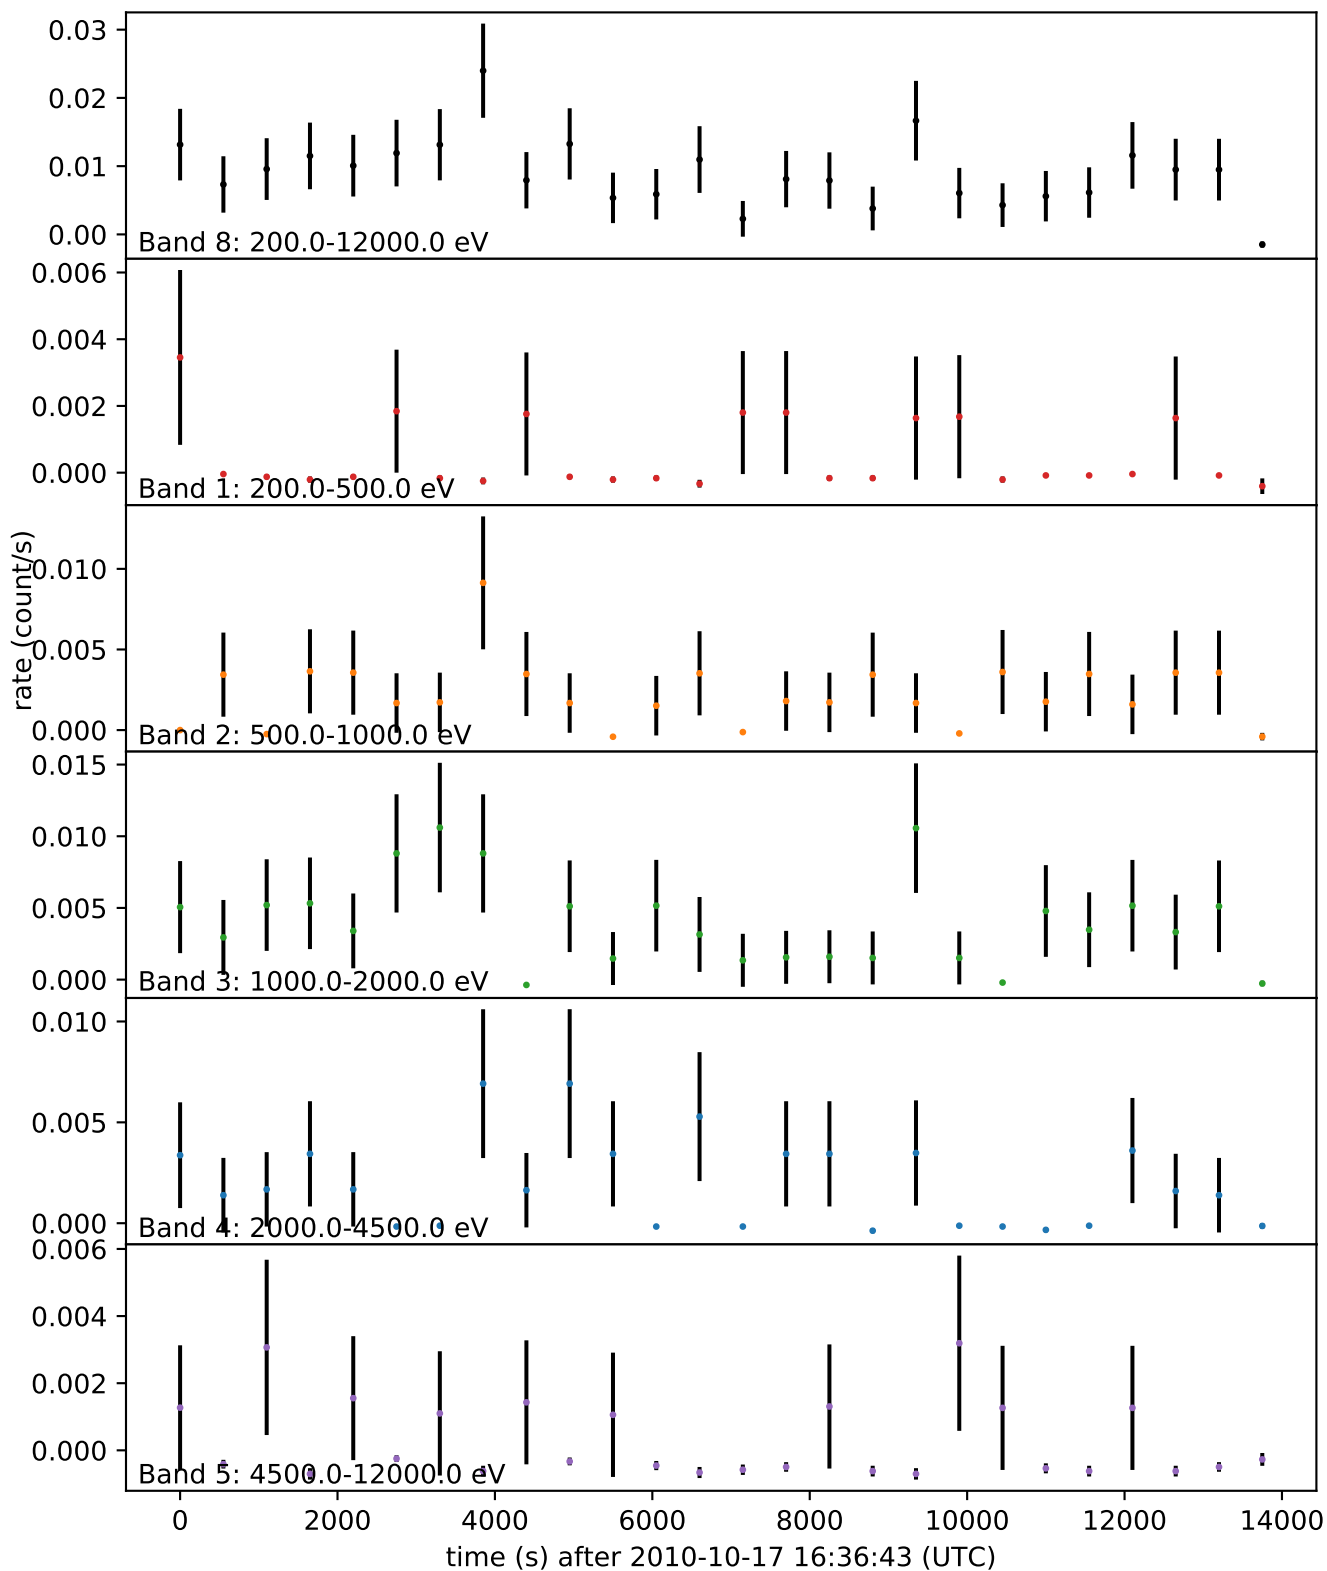 0.03
0.02
0.01
0.00
Band 8: 200.0-12000.0 eV
0.006
0.004
0.002
0.000
Band 1: 200.0-500.0 eV
rate (count/s)
0.010
0.005
0.000
Band 2: 500.0-1000.0 eV
0.015
0.010
0.005
0.000
Band 3: 1000.0-2000.0 eV
0.010
0.005
0.000
Band 4: 2000.0-4500.0 eV
0.006
0.004
0.002
0.000
Band 5: 4500.0-12000.0 eV
0 2000 4000 6000 8000 10000 12000 14000
time (s) after 2010-10-17 16:36:43 (UTC)